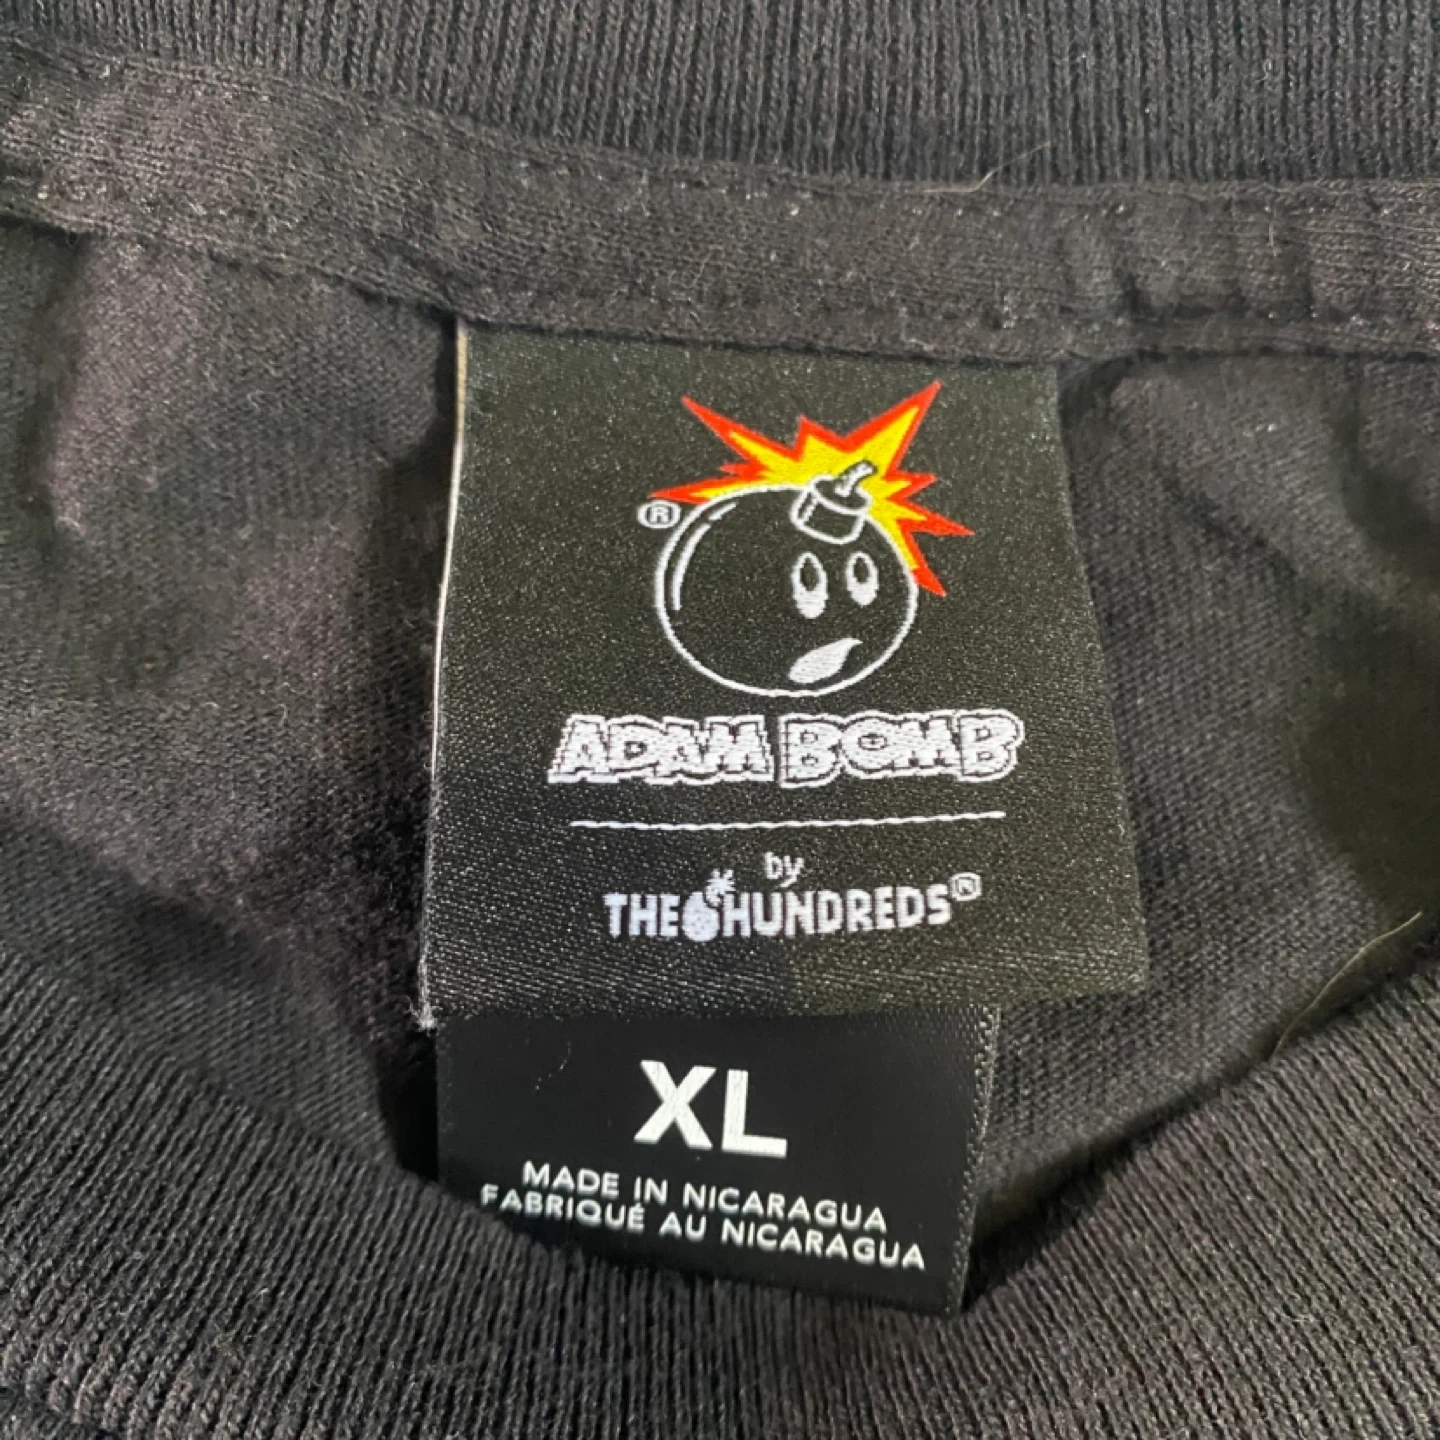 ®
ADAM BOMB
by
THE HUNDREDS®
XL
MADE IN NICARAGUA
FABRIQUÉ AU NICARAGUA